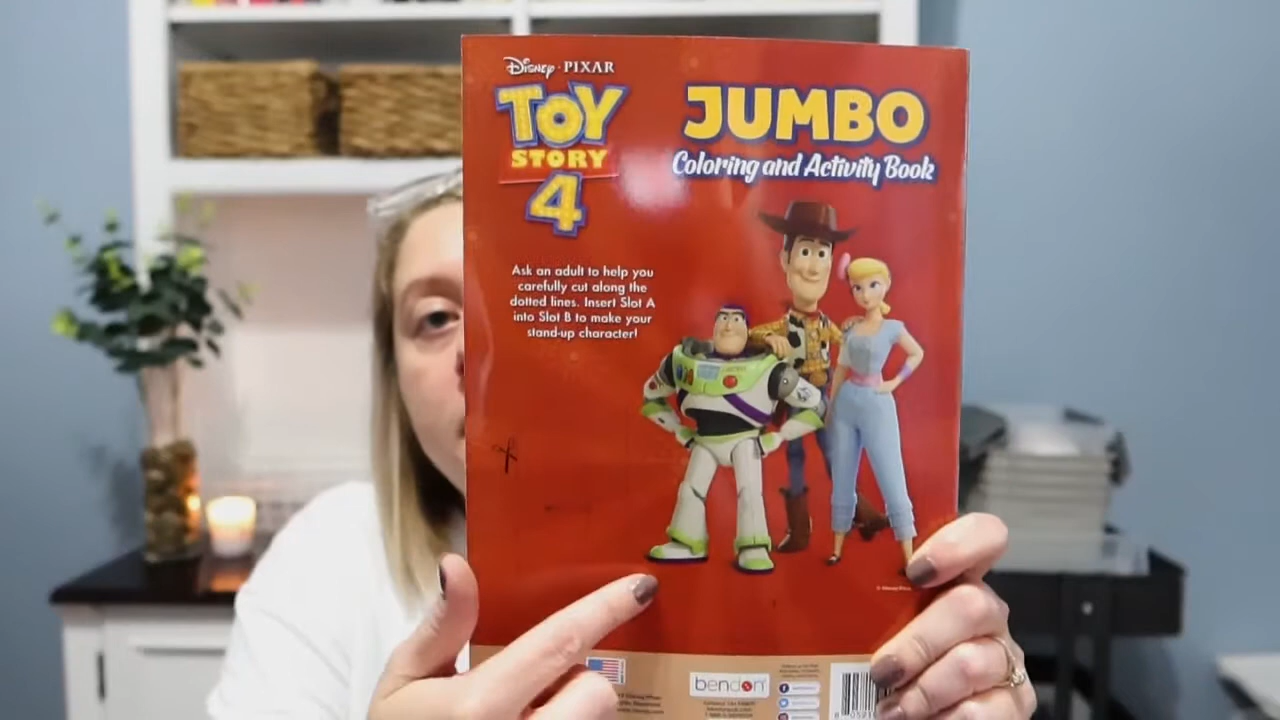 Disney · PIXAR
TOY
STORY
4
JUMBO
Coloring and Activity Book
Ask an adult to help you
carefully cut along the
dotted lines. Insert Slot A
into Slot B to make your
stand-up character!
bendon